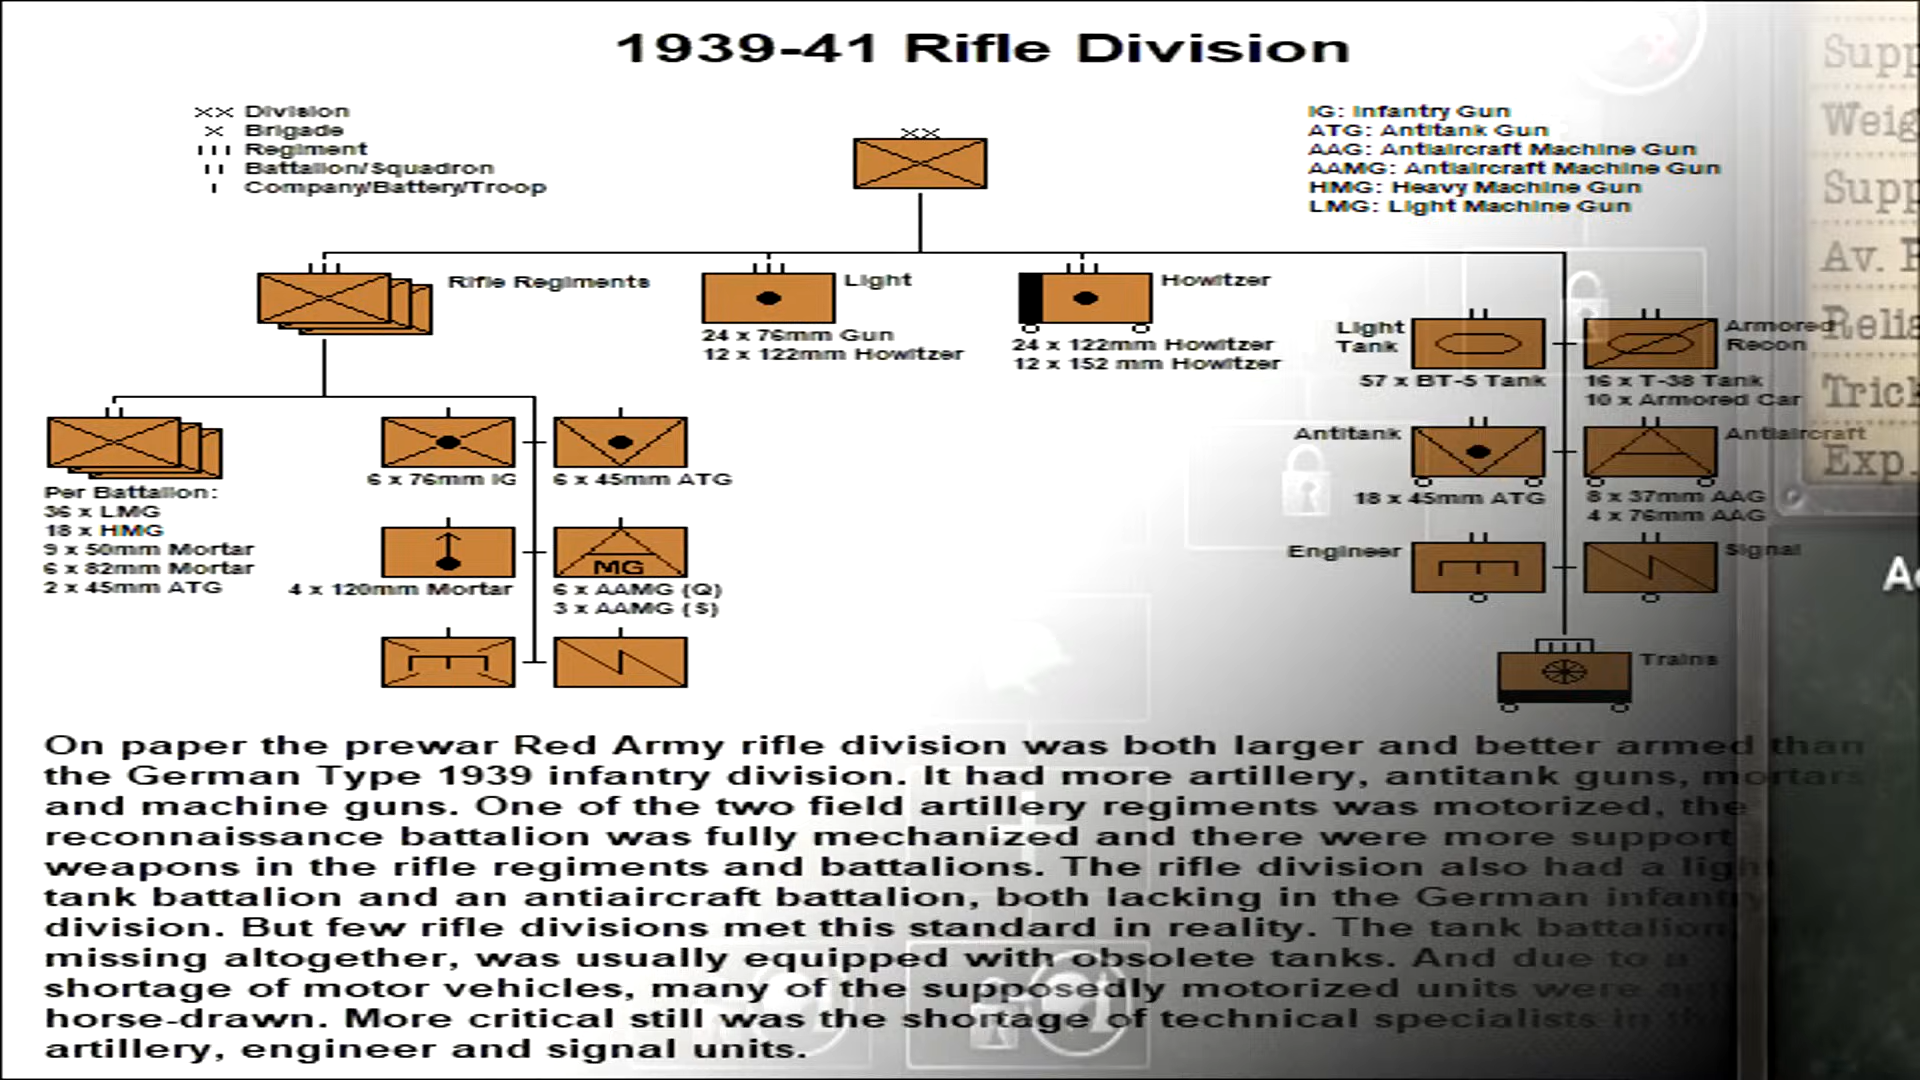 1939-41 Rifle Division
XX Division
X Brigade
III Regiment
II Battalion/Squadron
I Company/Battery/Troop
IG: Infantry Gun
ATG: Antitank Gun
AAG: Antiaircraft Machine Gun
AAMG: Antiaircraft Machine Gun
HMG: Heavy Machine Gun
LMG: Light Machine Gun
XX
Rifle Regiments
Light
24 x 76mm Gun
12 x 122mm Howitzer
Howitzer
24 x 122mm Howitzer
12 x 152 mm Howitzer
Light
Tank
57 x BT-5 Tank
Armored
Recon
16 x T-38 Tank
10 x Armored Car
Per Battalion:
36 x LMG
18 x HMG
9 x 50mm Mortar
6 x 82mm Mortar
2 x 45mm ATG
6 x 76mm IG
6 x 45mm ATG
4 x 120mm Mortar
MG
6 x AAMG (Q)
3 x AAMG (S)
Antitank
18 x 45mm ATG
Antiaircraft
8 x 37mm AAG
4 x 76mm AAG
Engineer
Signal
Trains
On paper the prewar Red Army rifle division was both larger and better armed than
the German Type 1939 infantry division. It had more artillery, antitank guns, mortars
and machine guns. One of the two field artillery regiments was motorized, the
reconnaissance battalion was fully mechanized and there were more support
weapons in the rifle regiments and battalions. The rifle division also had a light
tank battalion and an antiaircraft battalion, both lacking in the German infantry
division. But few rifle divisions met this standard in reality. The tank battalion,
missing altogether, was usually equipped with obsolete tanks. And due to a
shortage of motor vehicles, many of the supposedly motorized units were
horse-drawn. More critical still was the shortage of technical specialists in
artillery, engineer and signal units.
Supp
Weig
Supp
Av.
Relia
Trick
Exp.